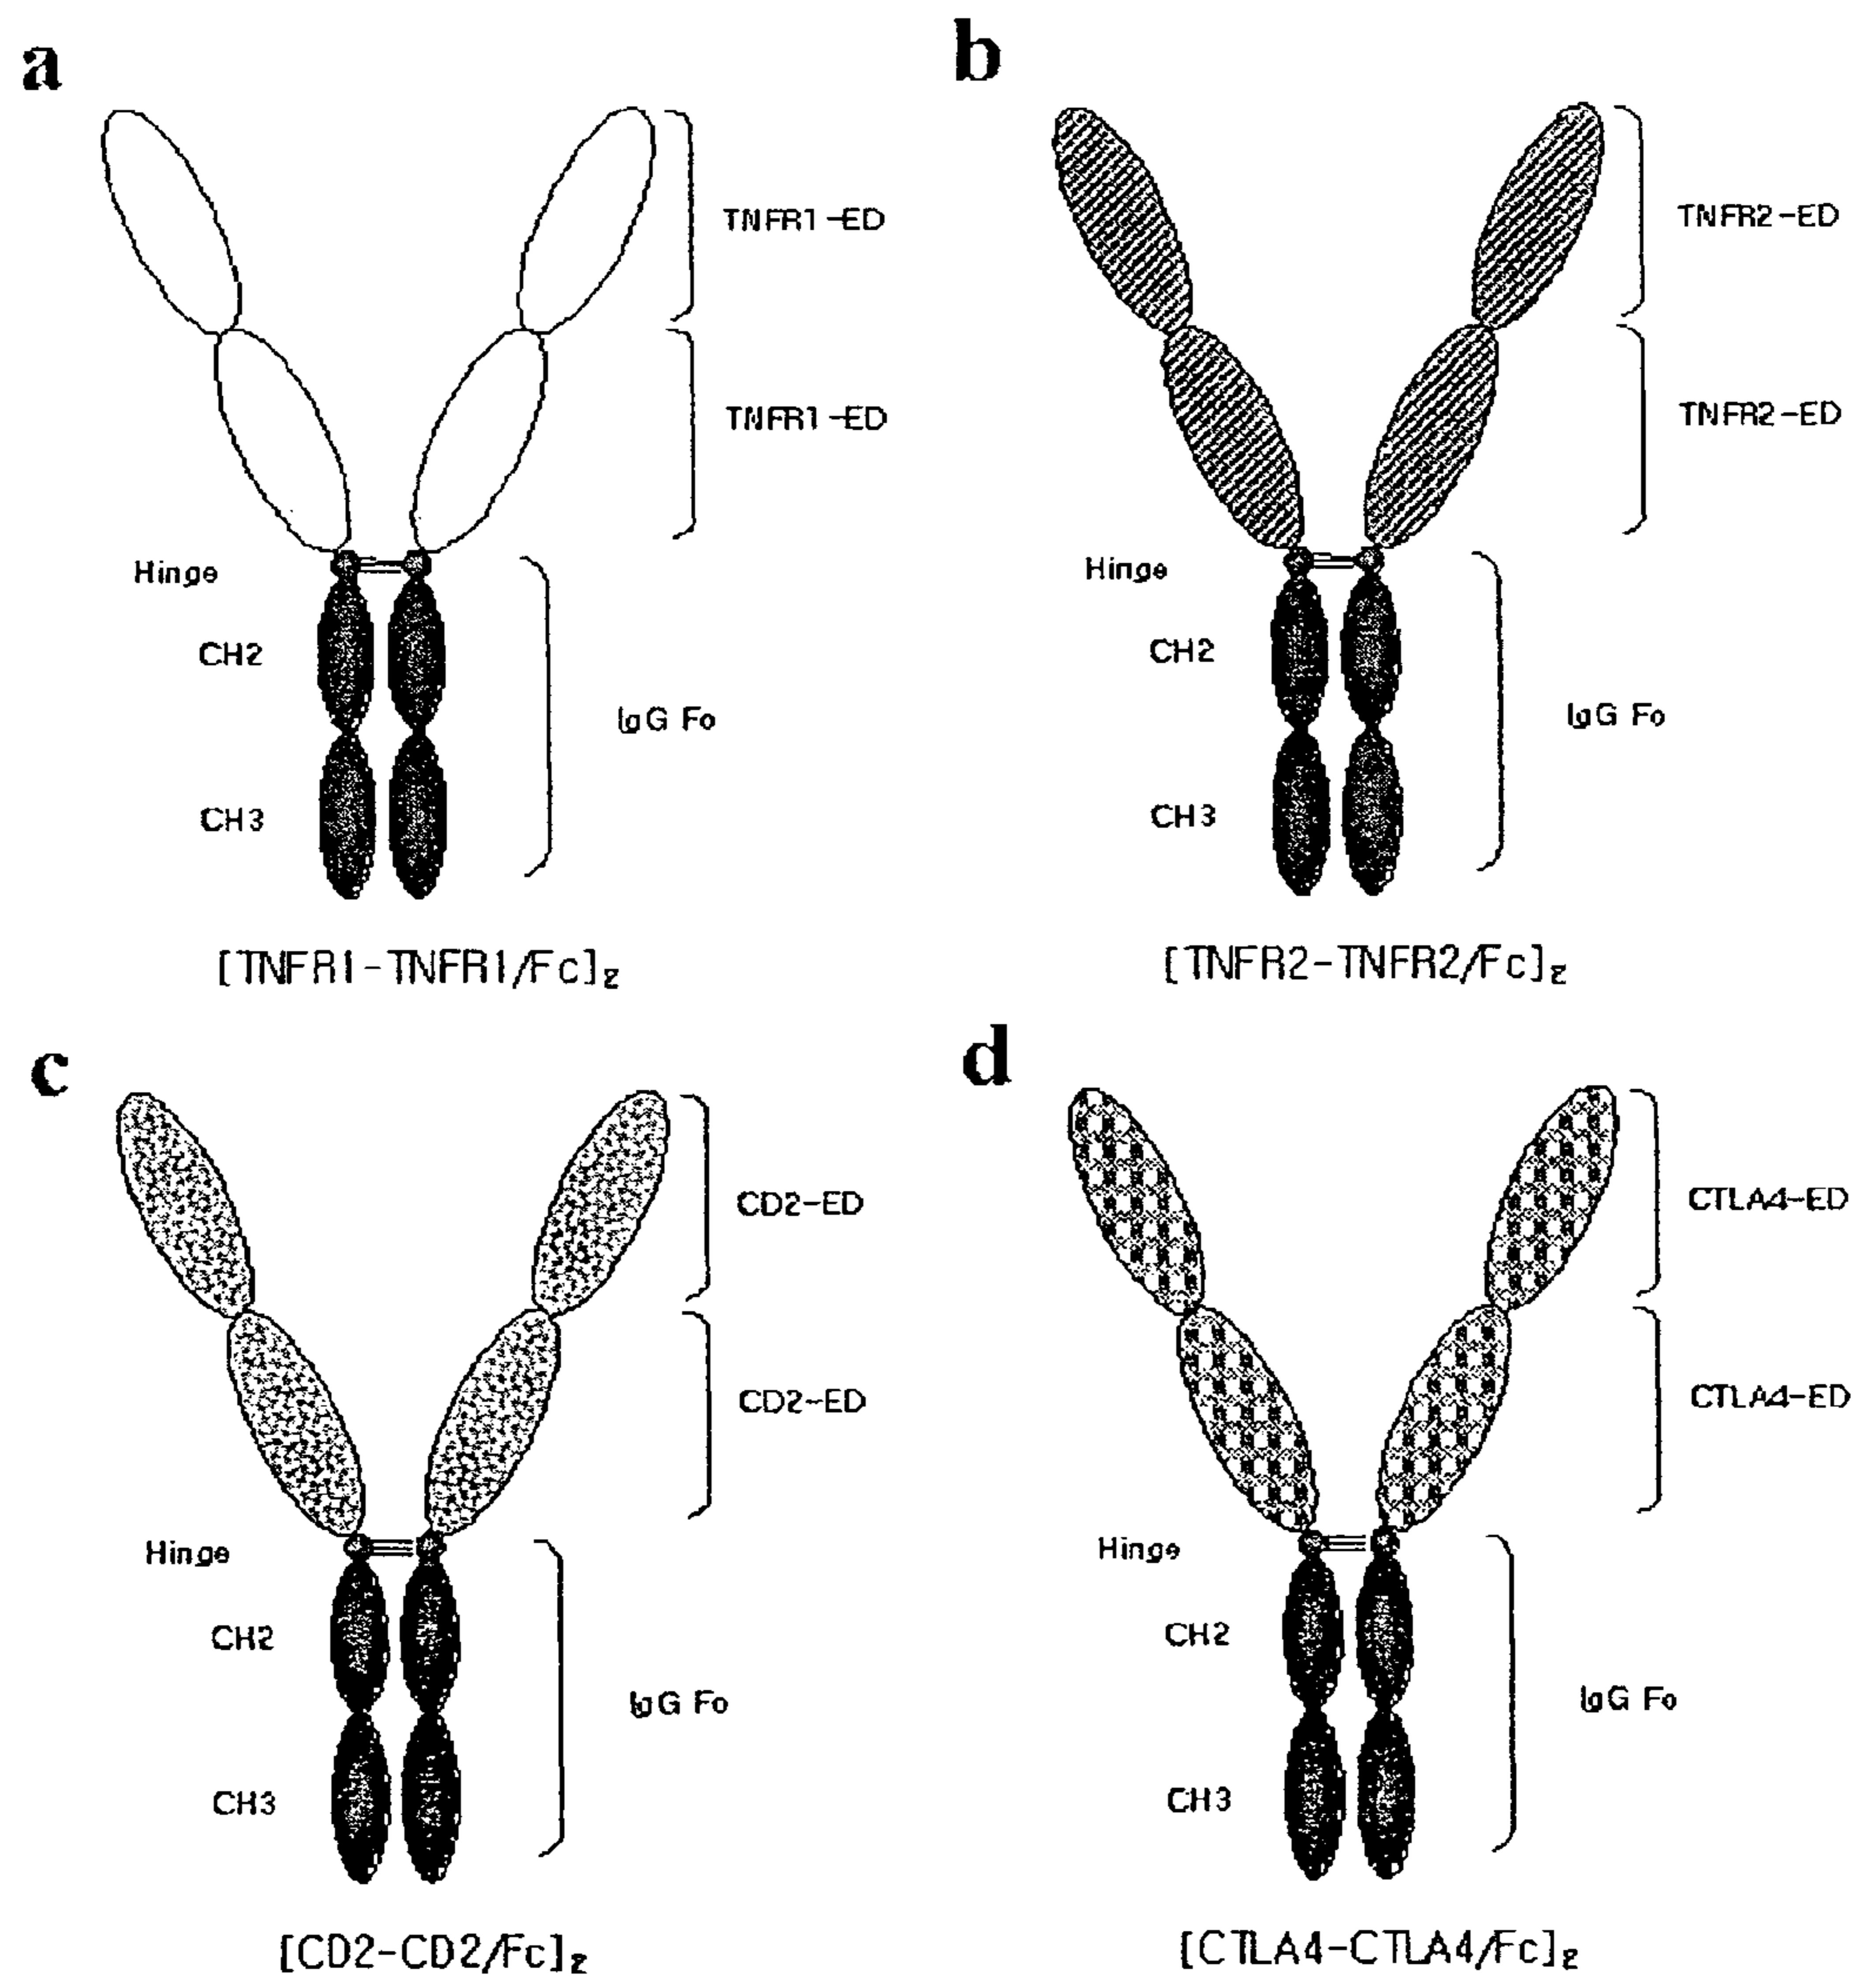 a
TNFR1-ED
TNFR1-ED
Hinge
CH2
IgG Fc
CH3
[TNFR1-TNFR1/Fc]2
b
TNFR2-ED
TNFR2-ED
Hinge
CH2
IgG Fc
CH3
[TNFR2-TNFR2/Fc]2
c
CD2-ED
CD2-ED
Hinge
CH2
IgG Fc
CH3
[CD2-CD2/Fc]2
d
CTLA4-ED
CTLA4-ED
Hinge
CH2
IgG Fc
CH3
[CTLA4-CTLA4/Fc]2